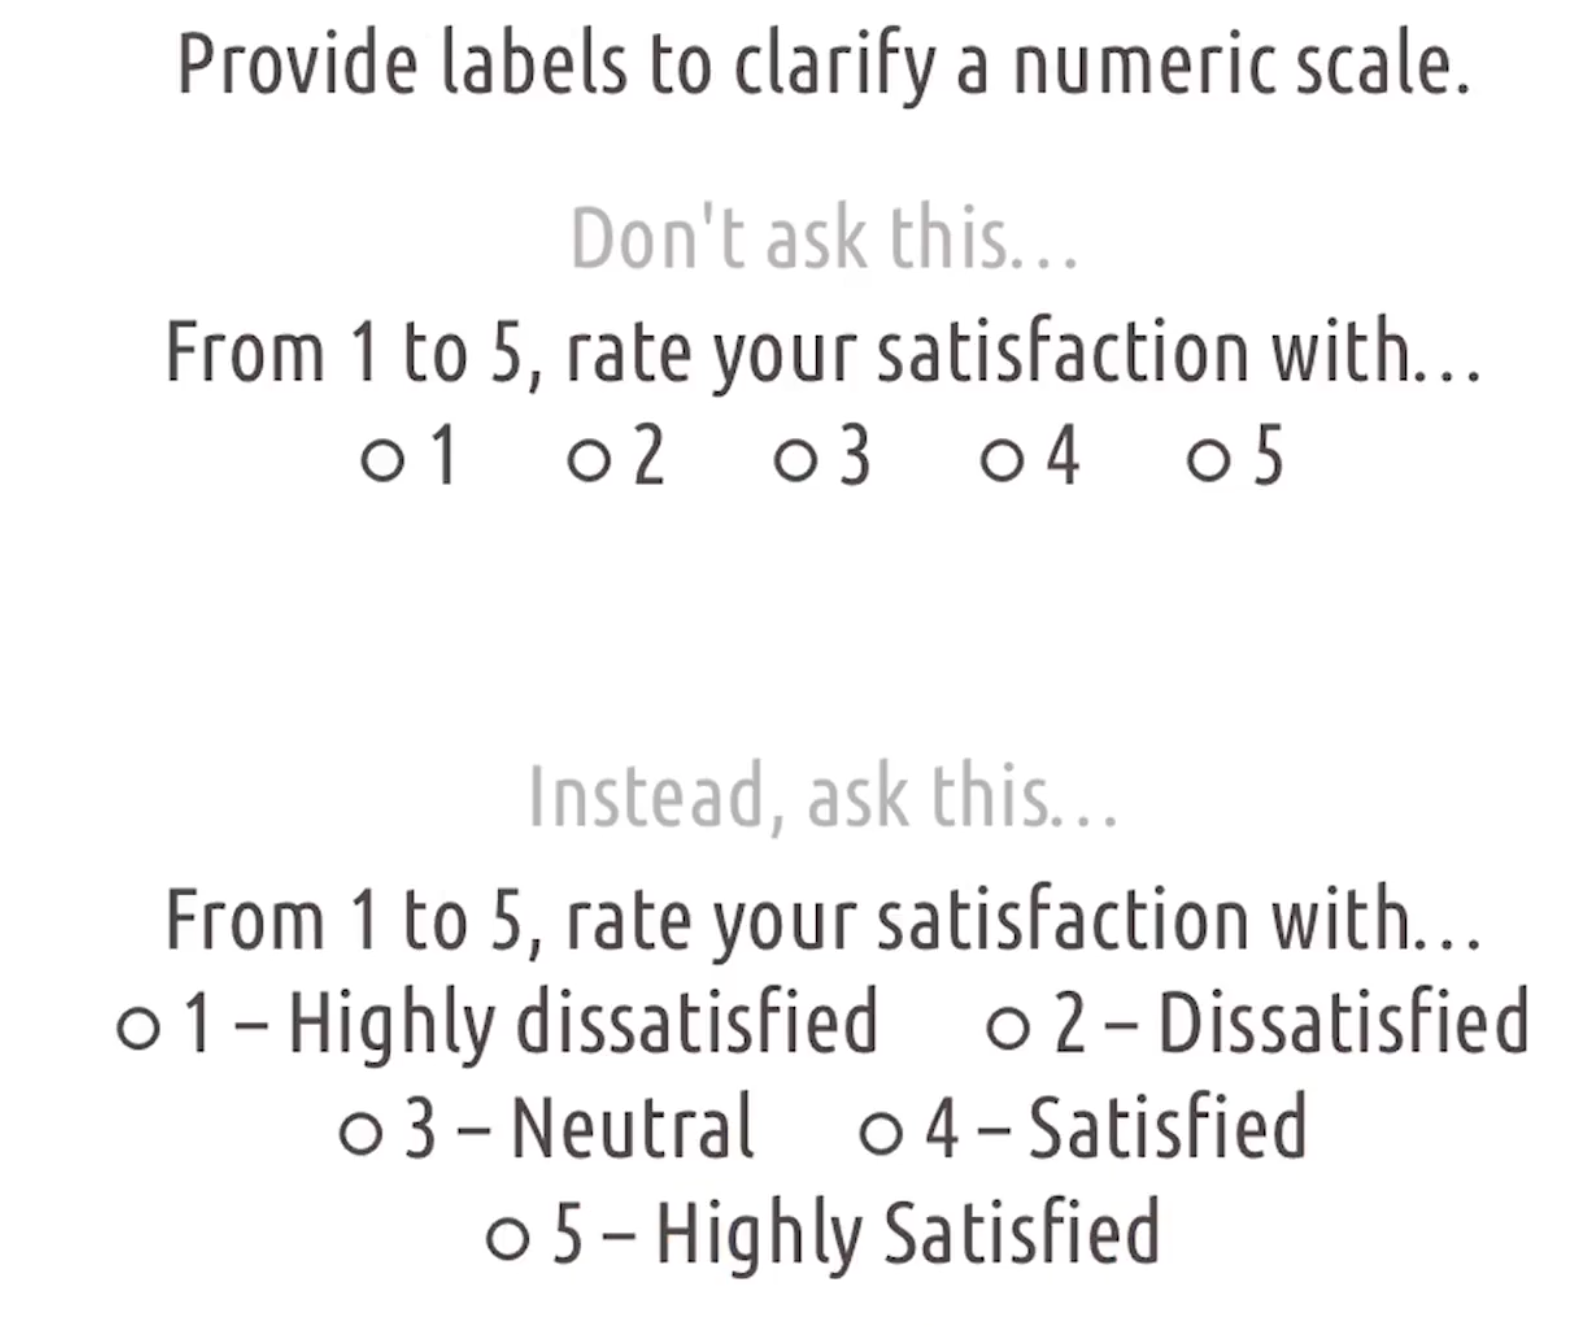 Provide labels to clarify a numeric scale.
Don't ask this...
From 1 to 5, rate your satisfaction with...
○ 1 ○ 2 ○ 3 ○ 4 ○ 5
Instead, ask this...
From 1 to 5, rate your satisfaction with...
○ 1 – Highly dissatisfied ○ 2 – Dissatisfied
○ 3 – Neutral ○ 4 – Satisfied
○ 5 – Highly Satisfied